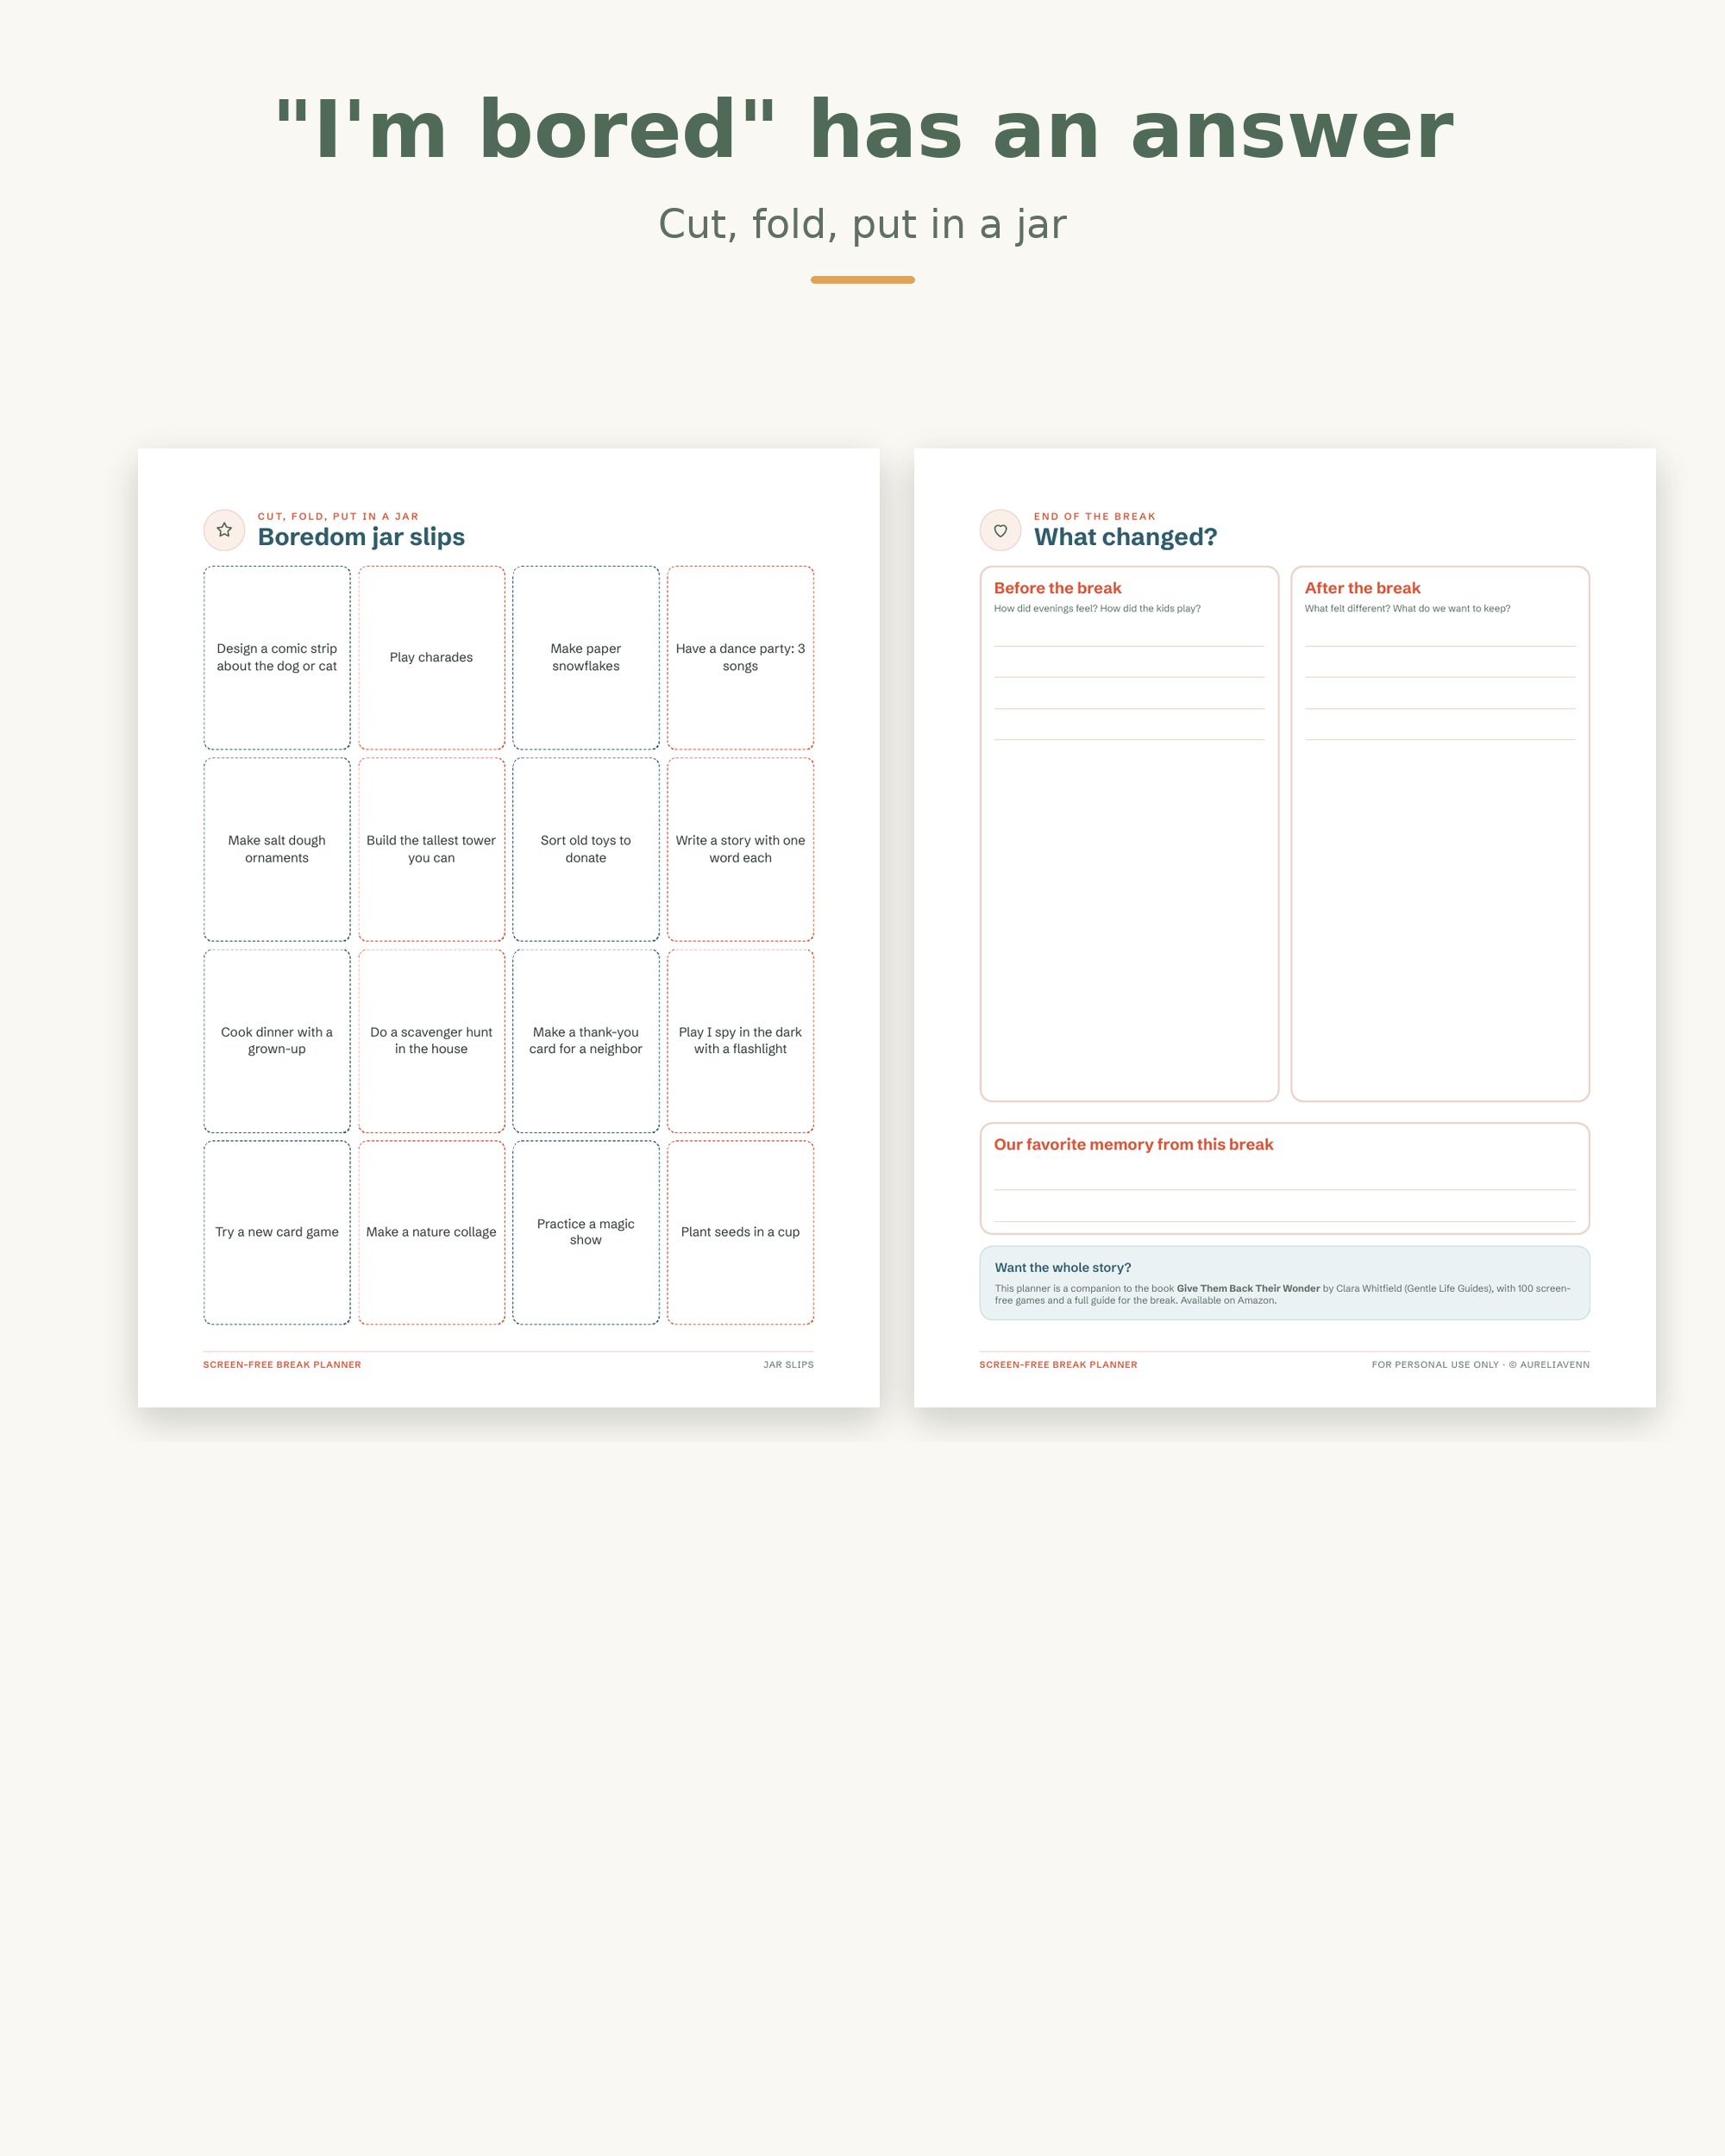 "I'm bored" has an answer
Cut, fold, put in a jar
CUT, FOLD, PUT IN A JAR
Boredom jar slips
Design a comic strip
about the dog or cat
Play charades
Make paper
snowflakes
Have a dance party: 3
songs
Make salt dough
ornaments
Build the tallest tower
you can
Sort old toys to
donate
Write a story with one
word each
Cook dinner with a
grown-up
Do a scavenger hunt
in the house
Make a thank-you
card for a neighbor
Play I spy in the dark
with a flashlight
Try a new card game
Make a nature collage
Practice a magic
show
Plant seeds in a cup
SCREEN-FREE BREAK PLANNER
JAR SLIPS
END OF THE BREAK
What changed?
Before the break
How did evenings feel? How did the kids play?
After the break
What felt different? What do we want to keep?
Our favorite memory from this break
Want the whole story?
This planner is a companion to the book Give Them Back Their Wonder by Clara Whitfield (Gentle Life Guides), with 100 screen-
free games and a full guide for the break. Available on Amazon.
SCREEN-FREE BREAK PLANNER
FOR PERSONAL USE ONLY · © AURELIAVENN